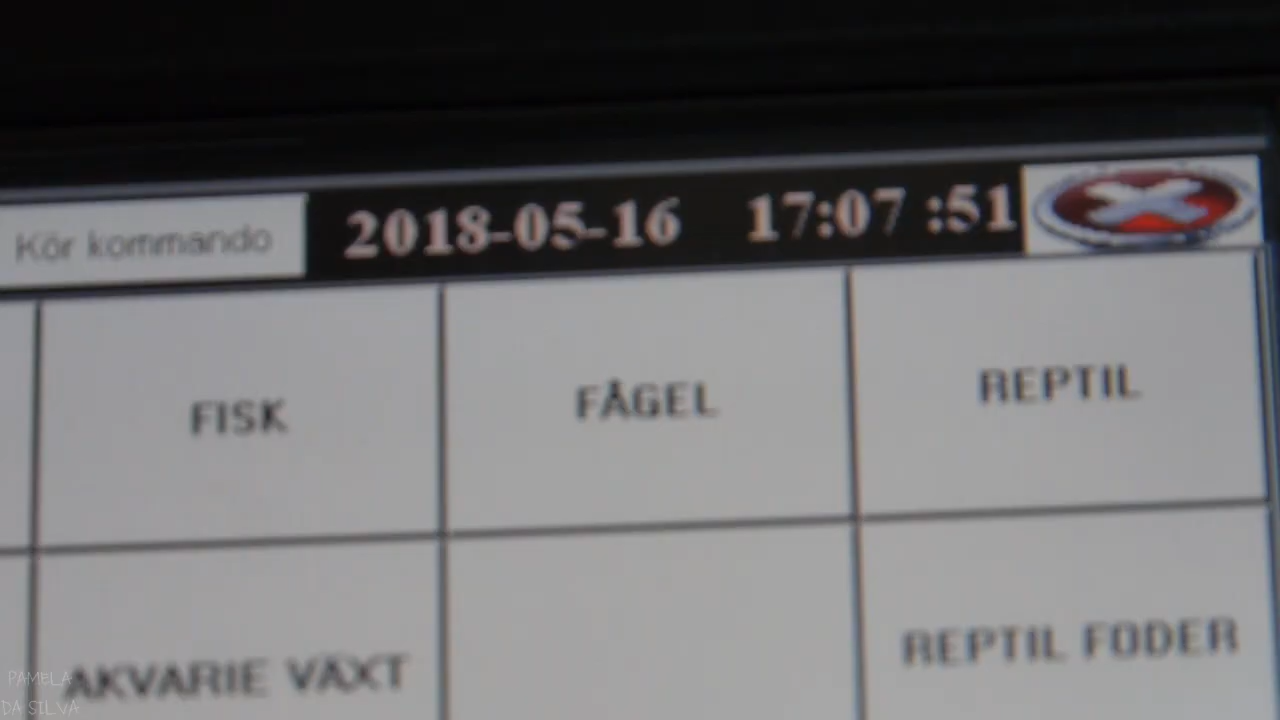 Kör kommando 2018-05-16 17:07 :51
FISK FÅGEL REPTIL
AKVARIE VÄXT REPTIL FODER
PAMELA
DA SILVA